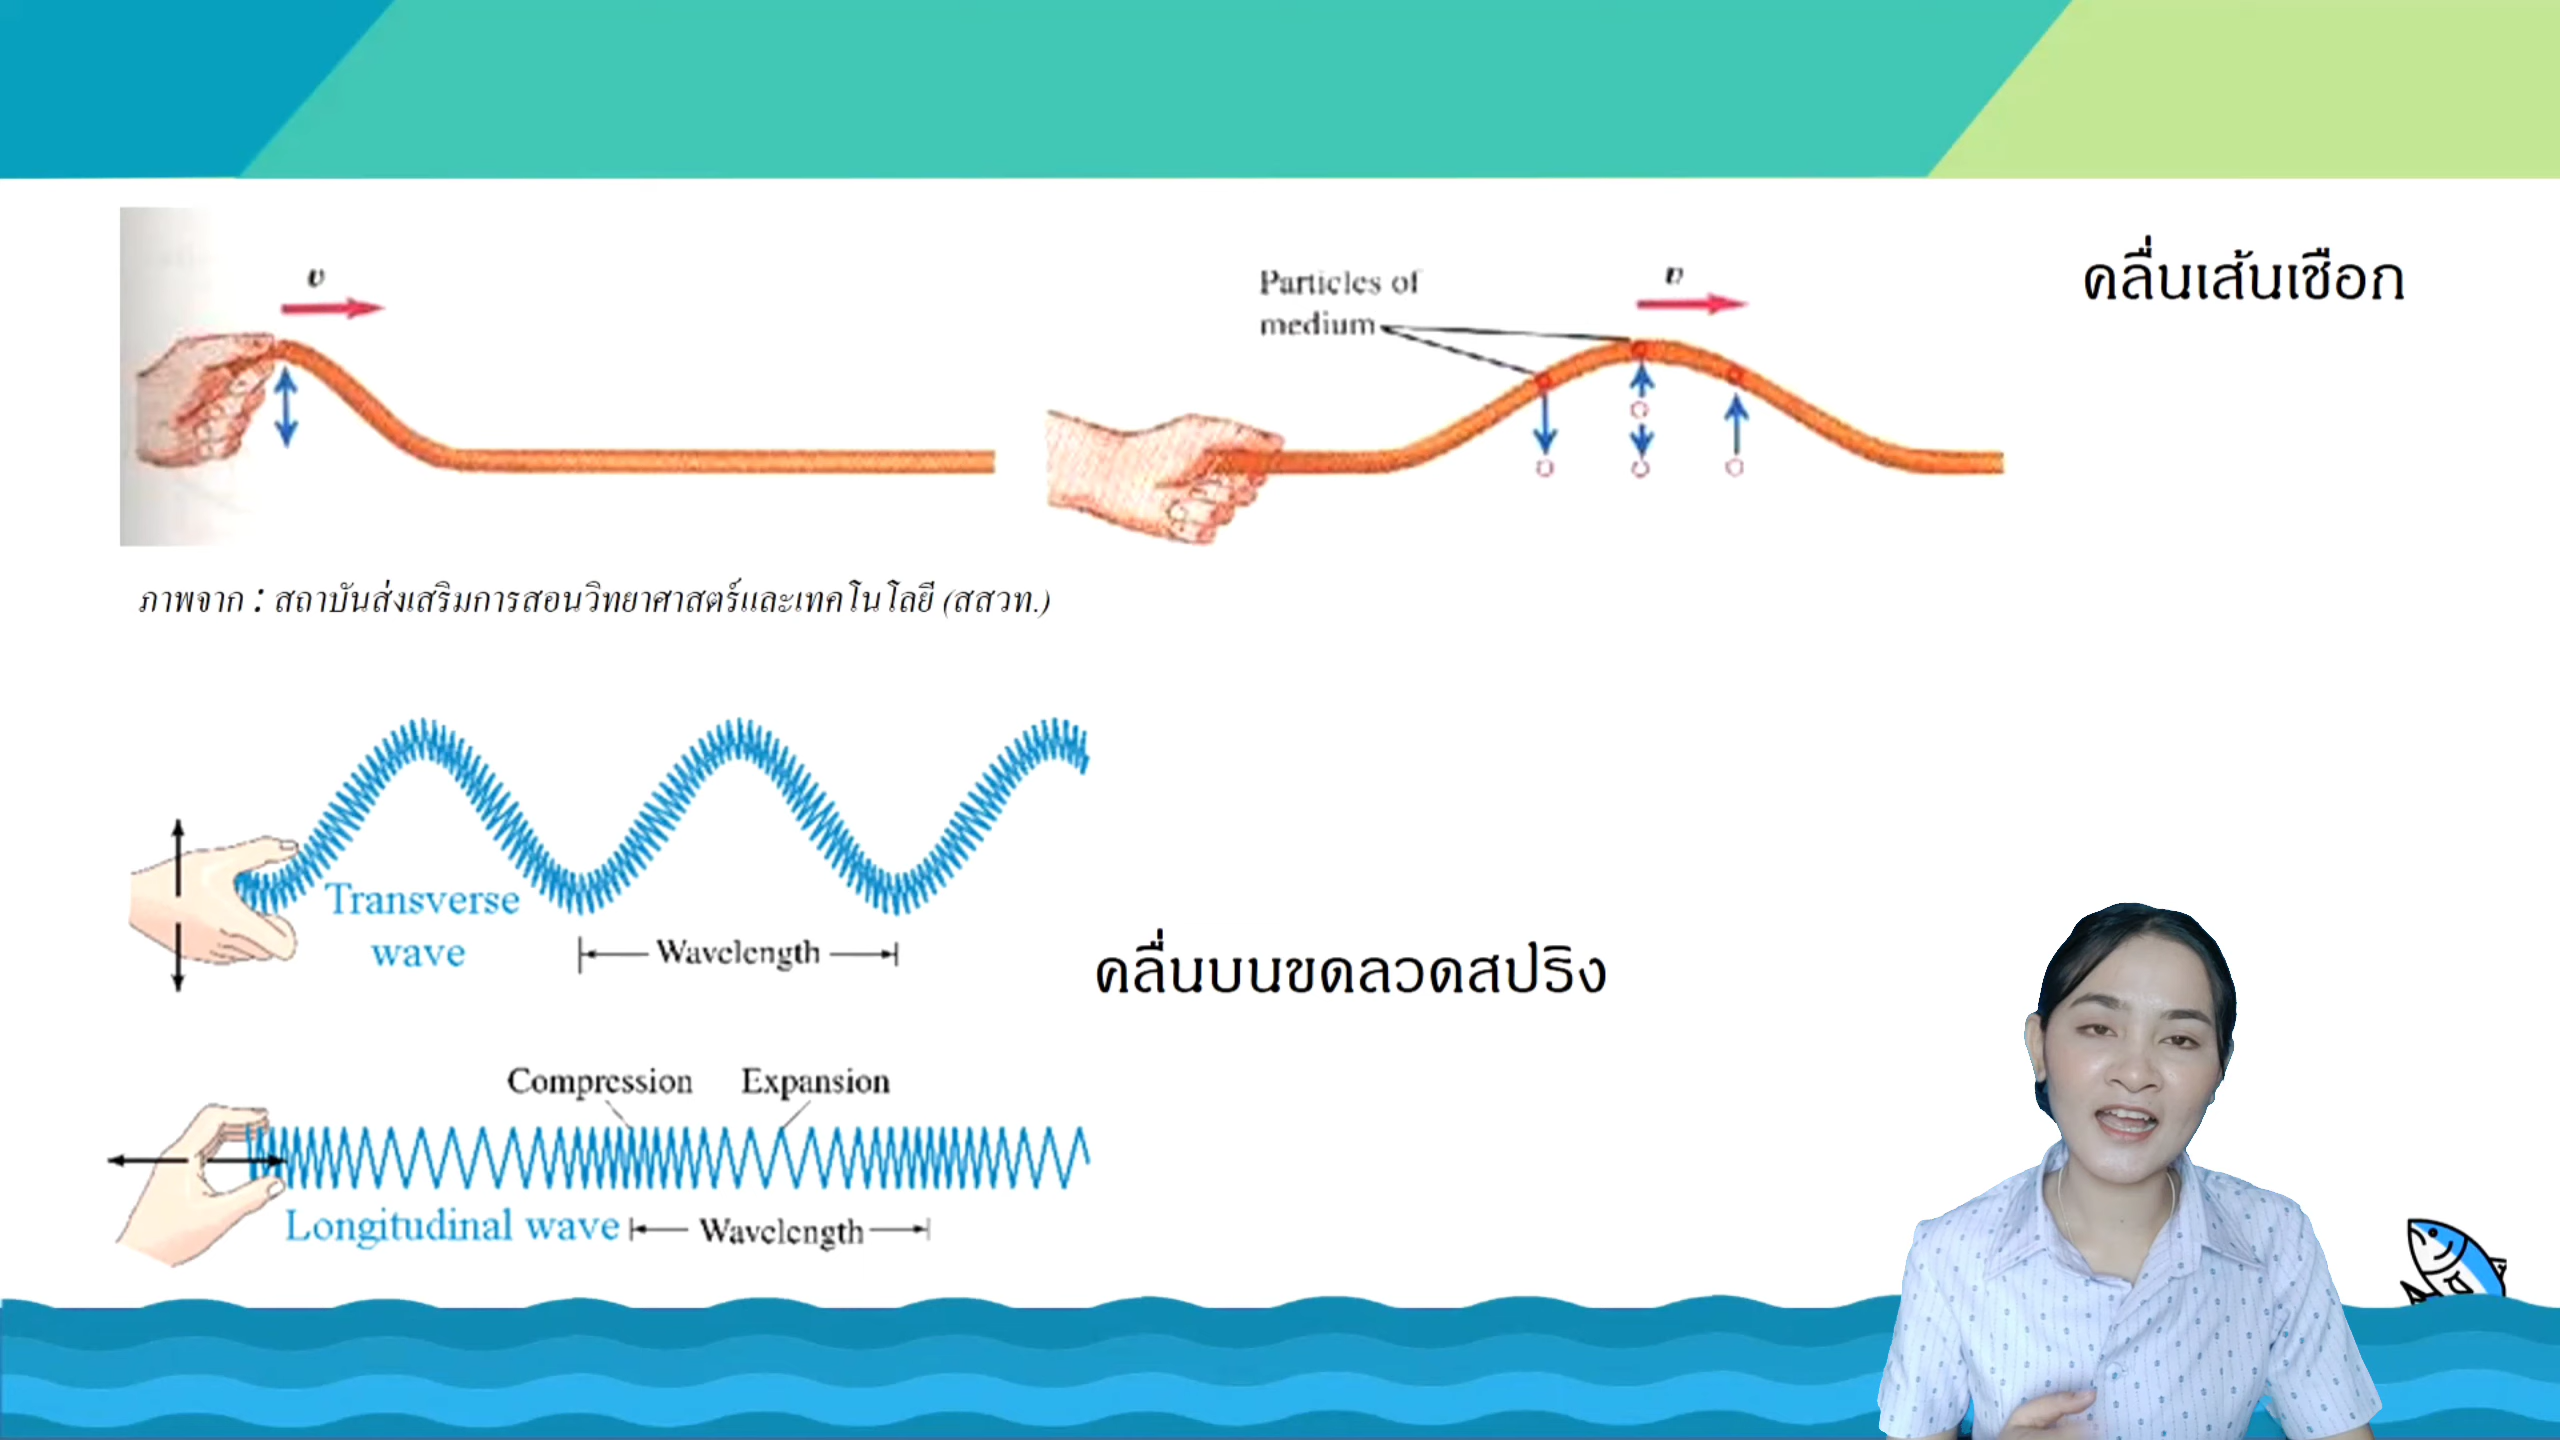 v
Particles of
medium
v
คลื่นเส้นเชือก
ภาพจาก : สถาบันส่งเสริมการสอนวิทยาศาสตร์และเทคโนโลยี (สสวท.)
Transverse
wave
Wavelength
คลื่นบนขดลวดสปริง
Compression
Expansion
Longitudinal wave
Wavelength